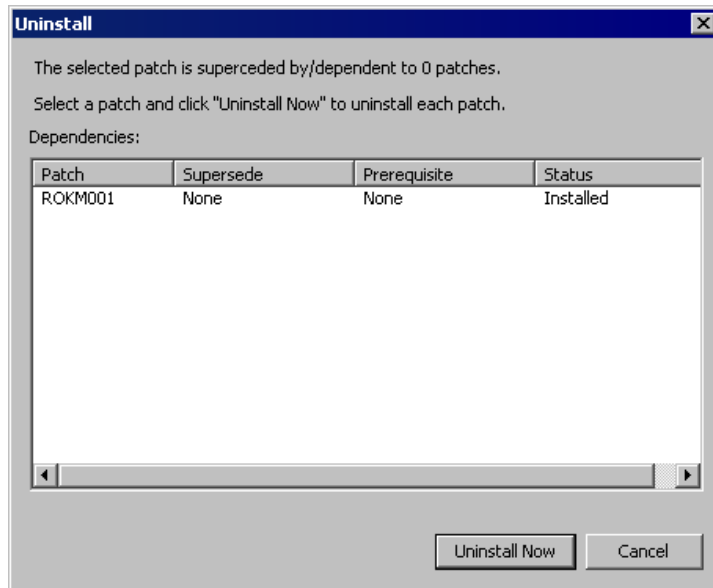 Uninstall
The selected patch is superceded by/dependent to 0 patches.
Select a patch and click "Uninstall Now" to uninstall each patch.
Dependencies:
Patch Supersede Prerequisite Status
ROKM001 None None Installed
Uninstall Now Cancel